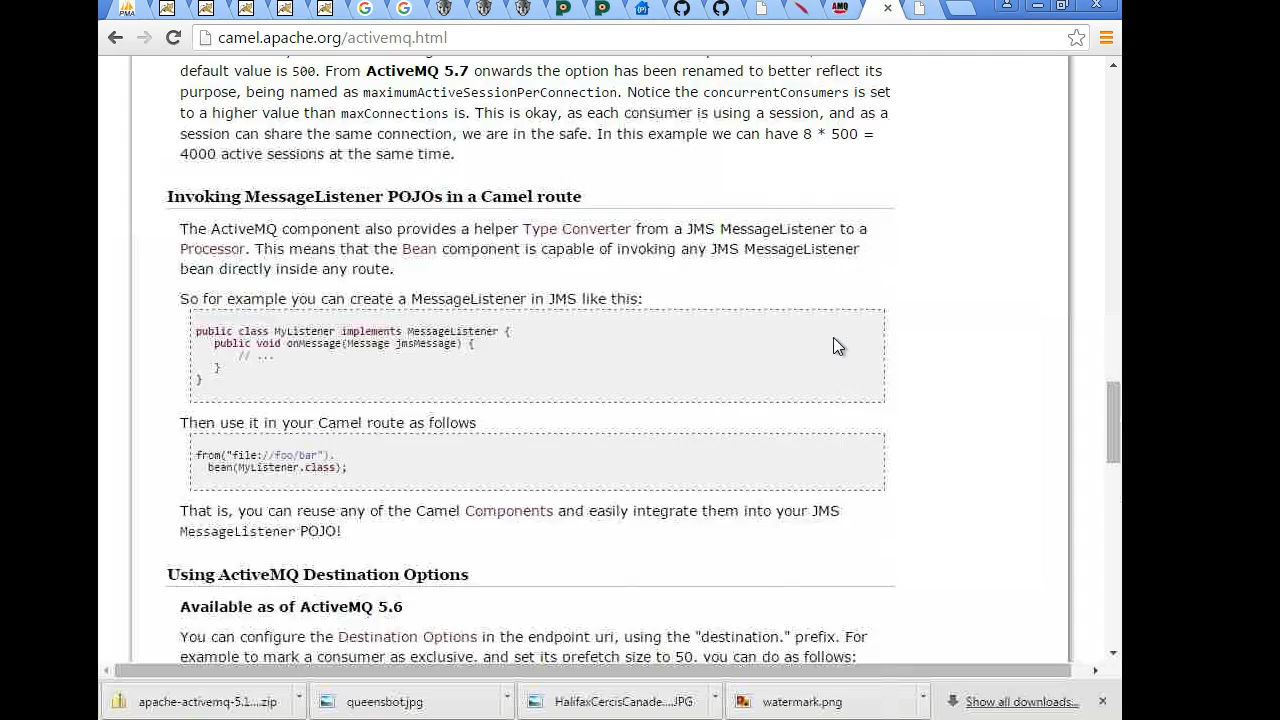 PMA
AMQ
camel.apache.org/activemq.html
default value is 500. From ActiveMQ 5.7 onwards the option has been renamed to better reflect its
purpose, being named as maximumActiveSessionPerConnection. Notice the concurrentConsumers is set
to a higher value than maxConnections is. This is okay, as each consumer is using a session, and as a
session can share the same connection, we are in the safe. In this example we can have 8 * 500 =
4000 active sessions at the same time.
Invoking MessageListener POJOs in a Camel route
The ActiveMQ component also provides a helper Type Converter from a JMS MessageListener to a
Processor. This means that the Bean component is capable of invoking any JMS MessageListener
bean directly inside any route.
So for example you can create a MessageListener in JMS like this:
public class MyListener implements MessageListener {
public void onMessage(Message jmsMessage) {
// ...
}
}
Then use it in your Camel route as follows
from("file://foo/bar").
bean(MyListener.class);
That is, you can reuse any of the Camel Components and easily integrate them into your JMS
MessageListener POJO!
Using ActiveMQ Destination Options
Available as of ActiveMQ 5.6
You can configure the Destination Options in the endpoint uri, using the "destination." prefix. For
example to mark a consumer as exclusive, and set its prefetch size to 50, you can do as follows:
apache-activemq-5.1....zip
queensbot.jpg
HalifaxCercisCanade....JPG
watermark.png
Show all downloads...